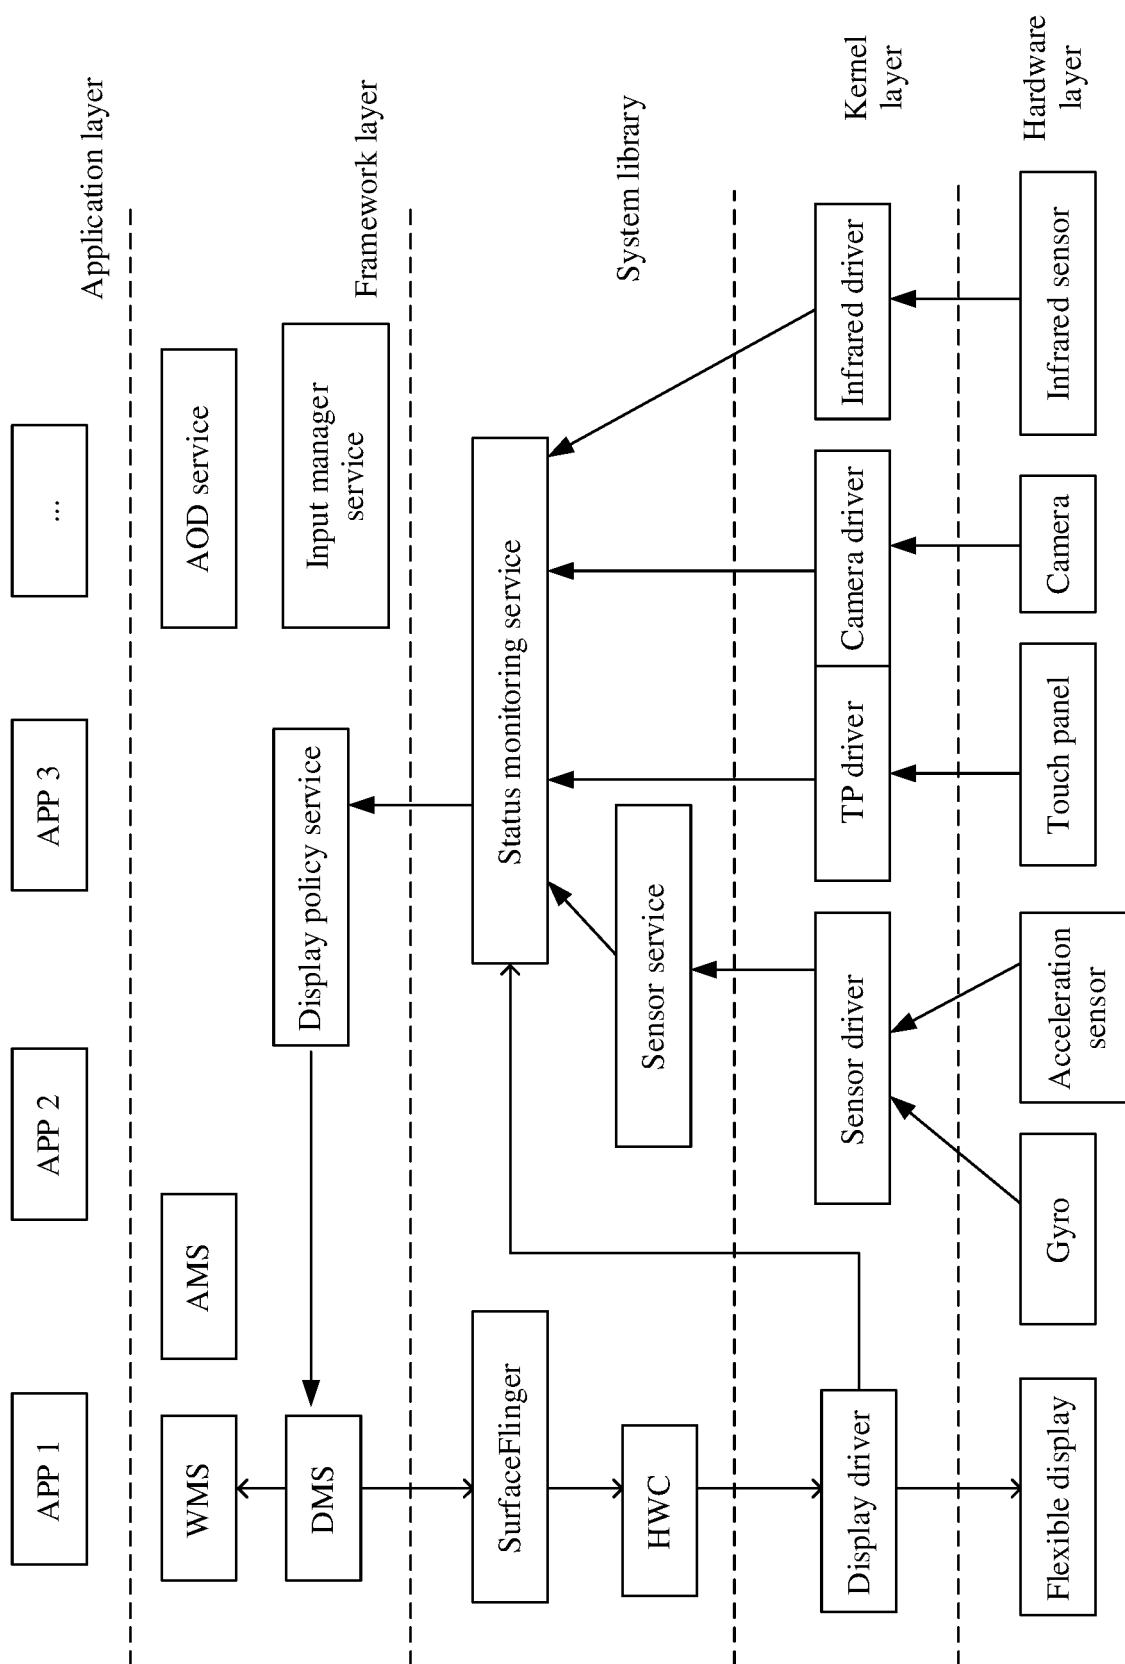 APP 1
APP 2
APP 3
...
Application layer
WMS
AMS
AOD service
DMS
Display policy service
Input manager
service
Framework layer
SurfaceFlinger
Status monitoring service
HWC
Sensor service
System library
Display driver
Sensor driver
TP driver
Camera driver
Infrared driver
Kernel
layer
Flexible display
Gyro
Acceleration
sensor
Touch panel
Camera
Infrared sensor
Hardware
layer